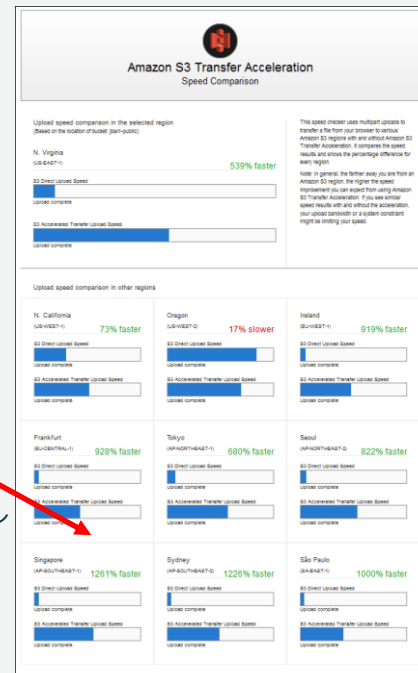 Amazon S3 Transfer Acceleration
Speed Comparison
Upload speed comparison in the selected region
(Based on the location of bucket: jbarr-public)
N. Virginia
(US-EAST-1)
539% faster
S3 Direct Upload Speed
Upload complete
S3 Accelerated Transfer Upload Speed
Upload complete
This speed checker uses multipart uploads to
transfer a file from your browser to various
Amazon S3 regions with and without Amazon S3
Transfer Acceleration. It compares the speed
results and shows the percentage difference for
every region.
Note: In general, the farther away you are from an
Amazon S3 region, the higher the speed
improvement you can expect from using Amazon
S3 Transfer Acceleration. If you see similar
speed results with and without the acceleration,
your upload bandwidth or a system constraint
might be limiting your speed.
Upload speed comparison in other regions
N. California
(US-WEST-1)
73% faster
S3 Direct Upload Speed
Upload complete
S3 Accelerated Transfer Upload Speed
Upload complete
Oregon
(US-WEST-2)
17% slower
S3 Direct Upload Speed
Upload complete
S3 Accelerated Transfer Upload Speed
Upload complete
Ireland
(EU-WEST-1)
919% faster
S3 Direct Upload Speed
Upload complete
S3 Accelerated Transfer Upload Speed
Upload complete
Frankfurt
(EU-CENTRAL-1)
928% faster
S3 Direct Upload Speed
Upload complete
S3 Accelerated Transfer Upload Speed
Upload complete
Tokyo
(AP-NORTHEAST-1)
680% faster
S3 Direct Upload Speed
Upload complete
S3 Accelerated Transfer Upload Speed
Upload complete
Seoul
(AP-NORTHEAST-2)
822% faster
S3 Direct Upload Speed
Upload complete
S3 Accelerated Transfer Upload Speed
Upload complete
Singapore
(AP-SOUTHEAST-1)
1261% faster
S3 Direct Upload Speed
Upload complete
S3 Accelerated Transfer Upload Speed
Upload complete
Sydney
(AP-SOUTHEAST-2)
1226% faster
S3 Direct Upload Speed
Upload complete
S3 Accelerated Transfer Upload Speed
Upload complete
São Paulo
(SA-EAST-1)
1000% faster
S3 Direct Upload Speed
Upload complete
S3 Accelerated Transfer Upload Speed
Upload complete